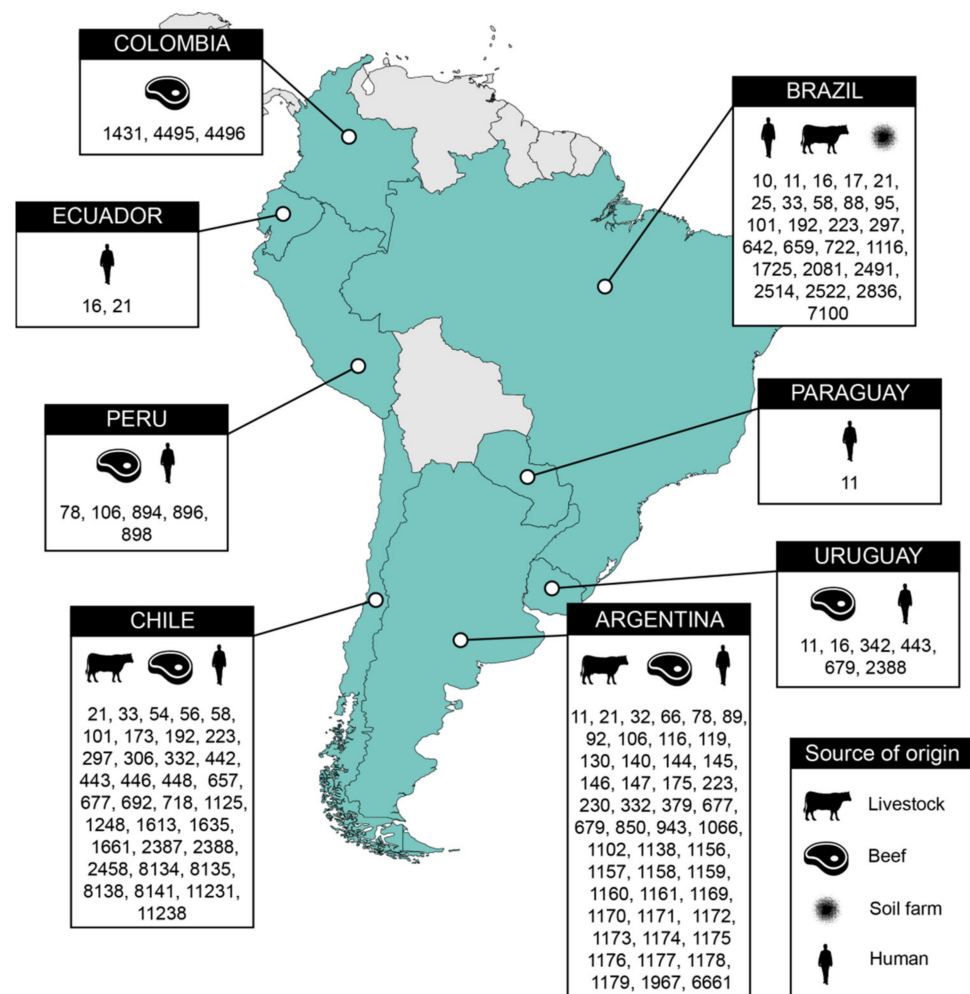 COLOMBIA
1431, 4495, 4496
BRAZIL
10, 11, 16, 17, 21,
25, 33, 58, 88, 95,
101, 192, 223, 297,
642, 659, 722, 1116,
1725, 2081, 2491,
2514, 2522, 2836,
7100
ECUADOR
16, 21
PERU
78, 106, 894, 896,
898
PARAGUAY
11
URUGUAY
11, 16, 342, 443,
679, 2388
CHILE
21, 33, 54, 56, 58,
101, 173, 192, 223,
297, 306, 332, 442,
443, 446, 448, 657,
677, 692, 718, 1125,
1248, 1613, 1635,
1661, 2387, 2388,
2458, 8134, 8135,
8138, 8141, 11231,
11238
ARGENTINA
11, 21, 32, 66, 78, 89,
92, 106, 116, 119,
130, 140, 144, 145,
146, 147, 175, 223,
230, 332, 379, 677,
679, 850, 943, 1066,
1102, 1138, 1156,
1157, 1158, 1159,
1160, 1161, 1169,
1170, 1171, 1172,
1173, 1174, 1175
1176, 1177, 1178,
1179, 1967, 6661
Source of origin
Livestock
Beef
Soil farm
Human